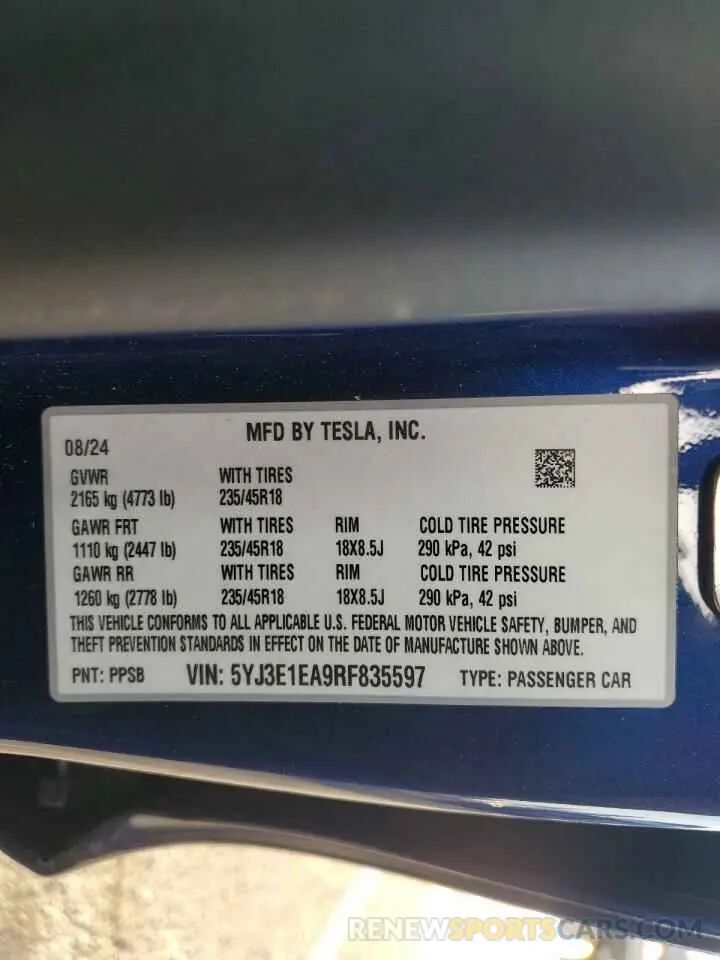 MFD BY TESLA, INC.
08/24
GVWR WITH TIRES
2165 kg (4773 lb) 235/45R18
GAWR FRT WITH TIRES RIM COLD TIRE PRESSURE
1110 kg (2447 lb) 235/45R18 18X8.5J 290 kPa, 42 psi
GAWR RR WITH TIRES RIM COLD TIRE PRESSURE
1260 kg (2778 lb) 235/45R18 18X8.5J 290 kPa, 42 psi
THIS VEHICLE CONFORMS TO ALL APPLICABLE U.S. FEDERAL MOTOR VEHICLE SAFETY, BUMPER, AND
THEFT PREVENTION STANDARDS IN EFFECT ON THE DATE OF MANUFACTURE SHOWN ABOVE.
PNT: PPSB VIN: 5YJ3E1EA9RF835597 TYPE: PASSENGER CAR
RENEWSPORTSCARS.COM